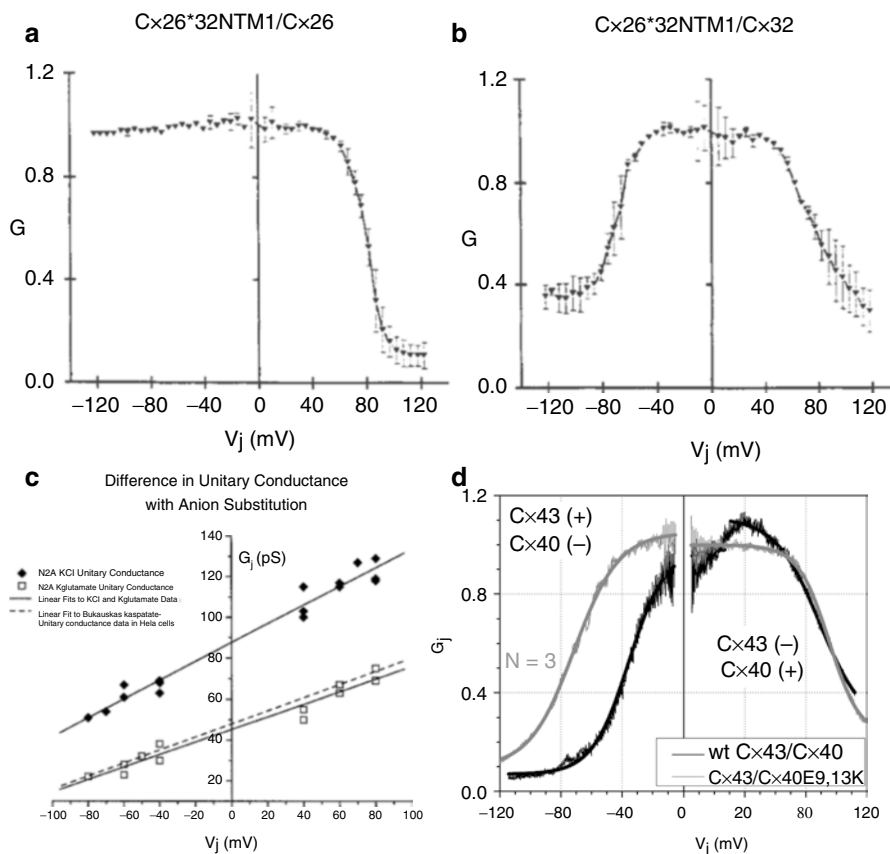 a
Cx26*32NTM1/Cx26
1.2
0.8
G
0.4
0.0
−120 −80 −40 0 40 80 120
Vj (mV)
b
Cx26*32NTM1/Cx32
1.2
0.8
G
0.4
0.0
−120 −80 −40 0 40 80 120
Vj (mV)
c
Difference in Unitary Conductance
with Anion Substitution
Gj (pS)
140
120
100
80
60
40
20
N2A KCI Unitary Conductance
N2A Kglutamate Unitary Conductance
Linear Fits to KCI and Kglutamate Data
Linear Fit to Bukauskas kaspatate-
Unitary conductance data in Hela cells
−100 −80 −60 −40 −20 0 20 40 60 80 100
Vj (mV)
d
1.2
0.8
Gj
0.4
0.0
Cx43 (+)
Cx40 (−)
N = 3
Cx43 (−)
Cx40 (+)
wt Cx43/Cx40
Cx43/Cx40E9,13K
−120 −80 −40 0 20 40 80 120
Vj (mV)